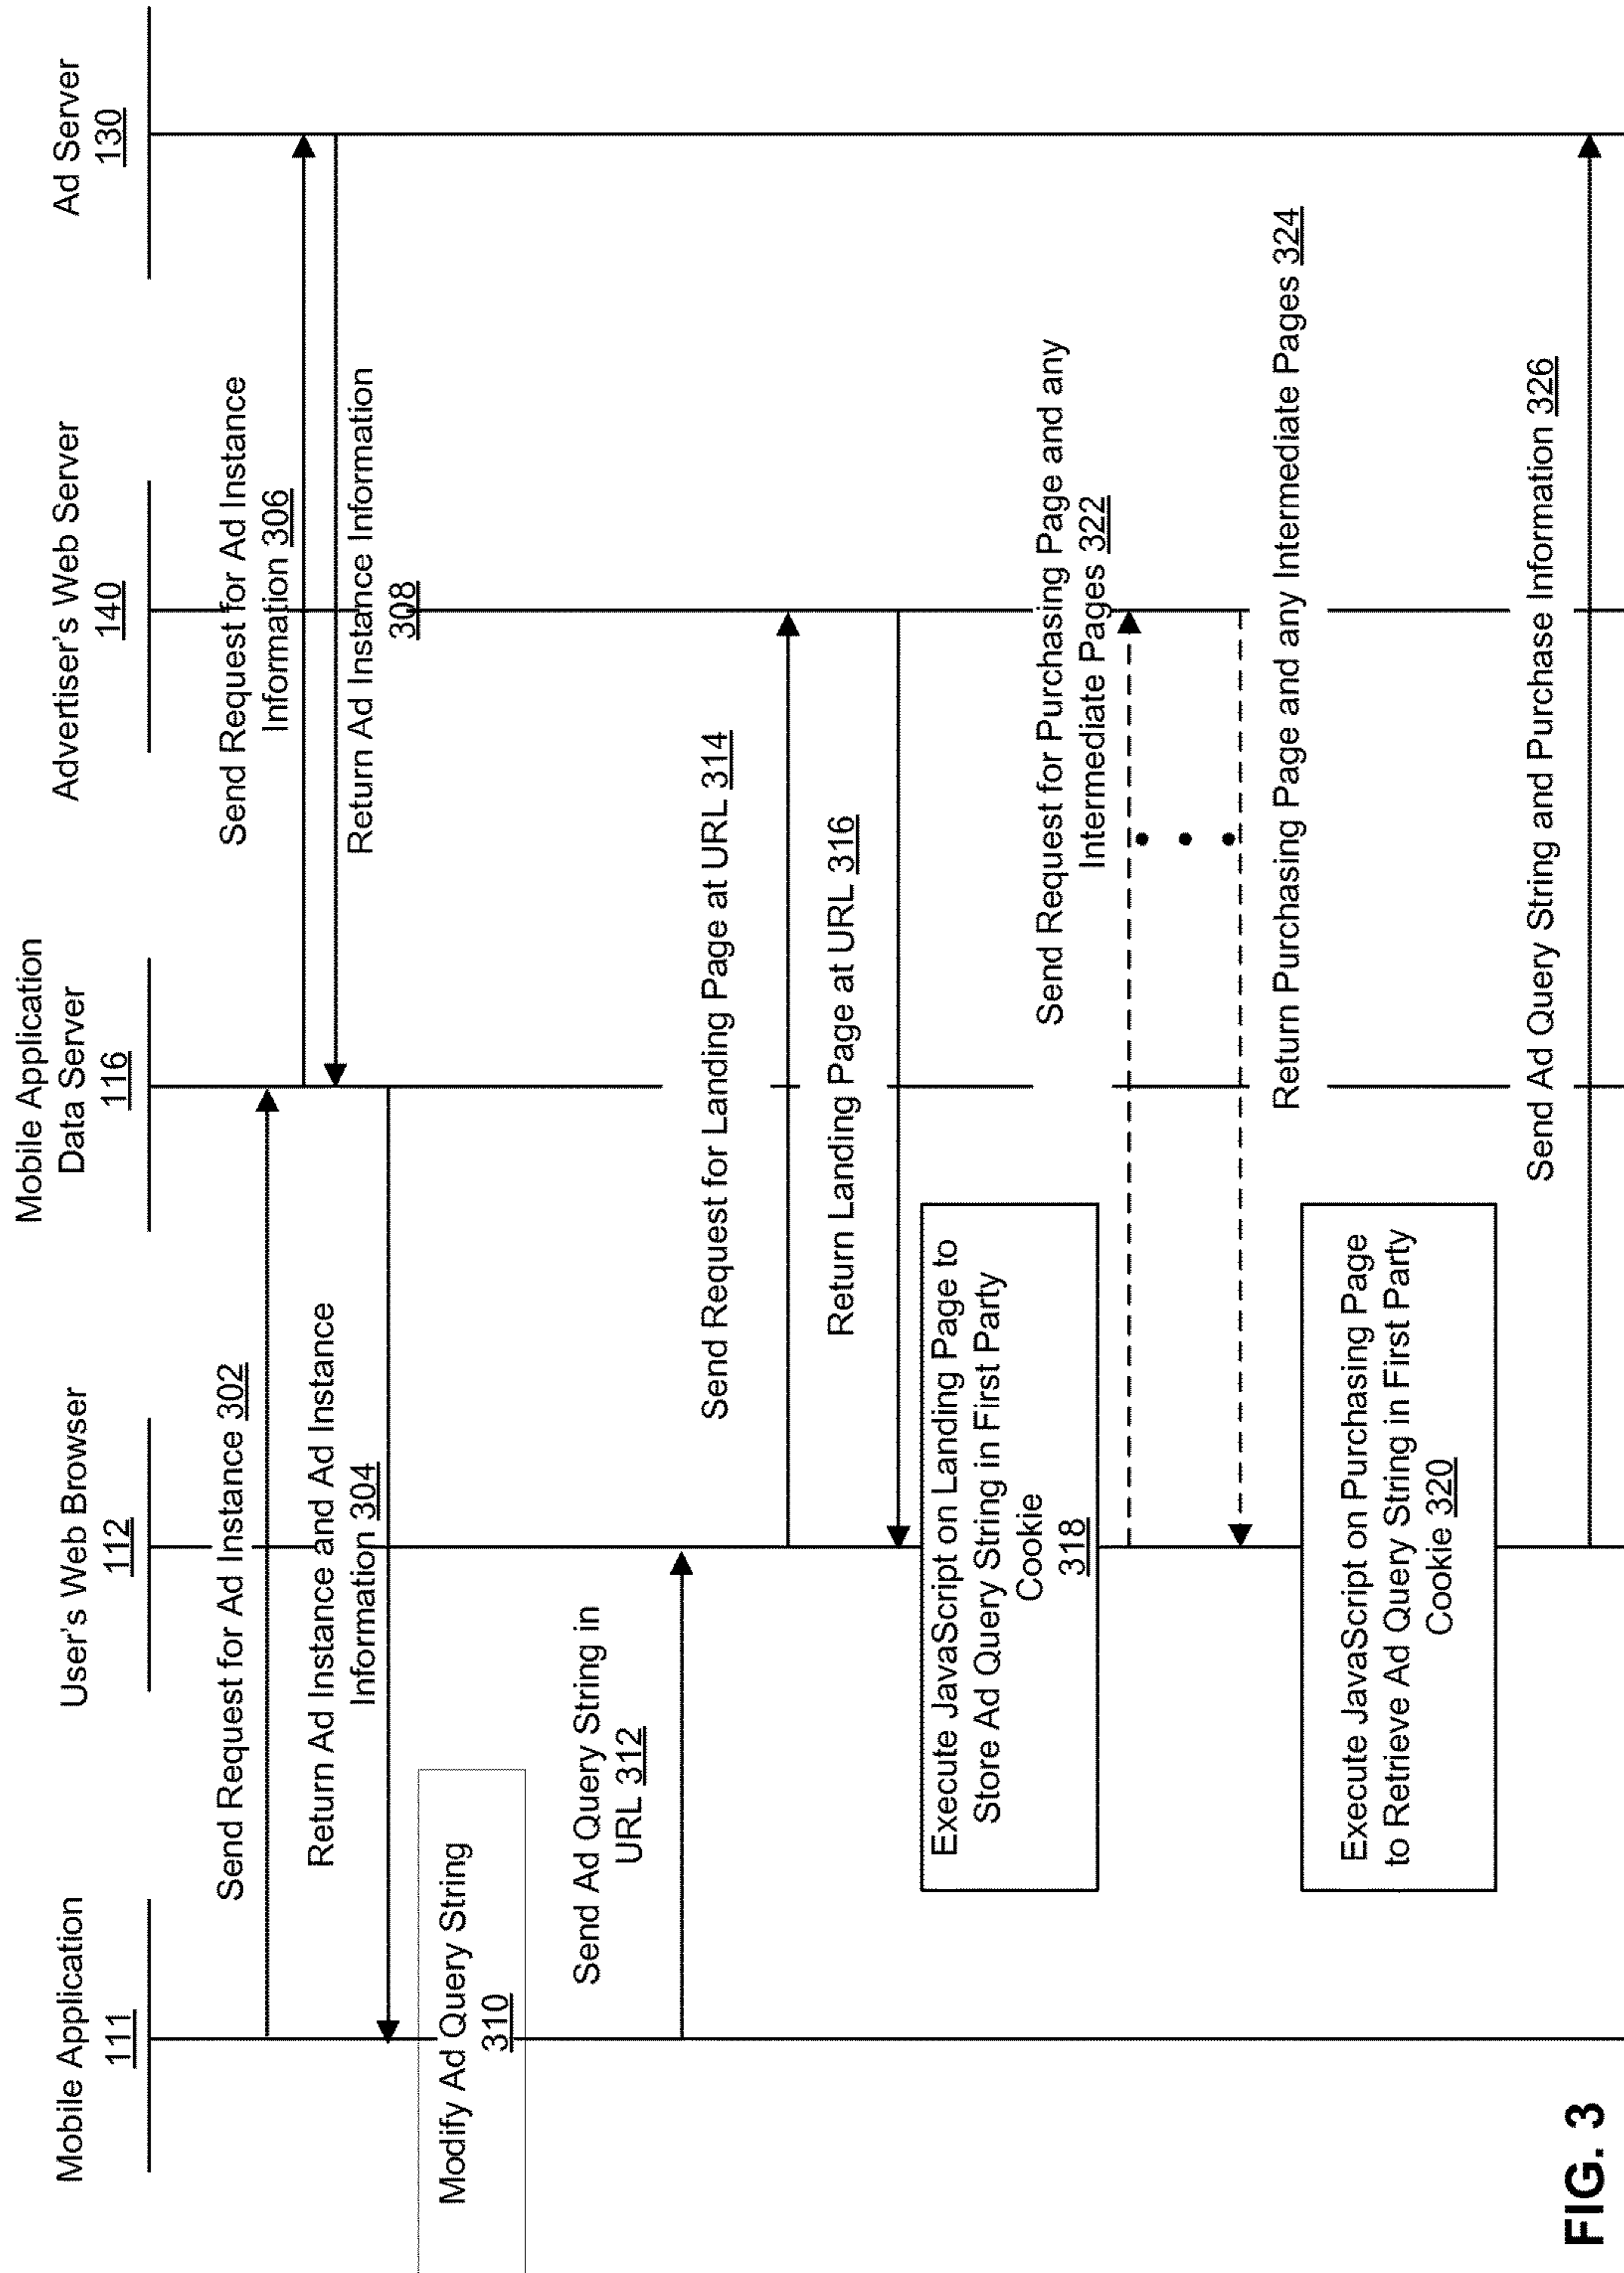 Mobile Application
111
User's Web Browser
112
Mobile Application
Data Server
116
Advertiser's Web Server
140
Ad Server
130
Send Request for Ad Instance 302
Send Request for Ad Instance
Information 306
Return Ad Instance Information
308
Return Ad Instance and Ad Instance
Information 304
Modify Ad Query String
310
Send Ad Query String in
URL 312
Send Request for Landing Page at URL 314
Return Landing Page at URL 316
Execute JavaScript on Landing Page to
Store Ad Query String in First Party
Cookie
318
Send Request for Purchasing Page and any
Intermediate Pages 322
Return Purchasing Page and any Intermediate Pages 324
Execute JavaScript on Purchasing Page
to Retrieve Ad Query String in First Party
Cookie 320
Send Ad Query String and Purchase Information 326
FIG. 3